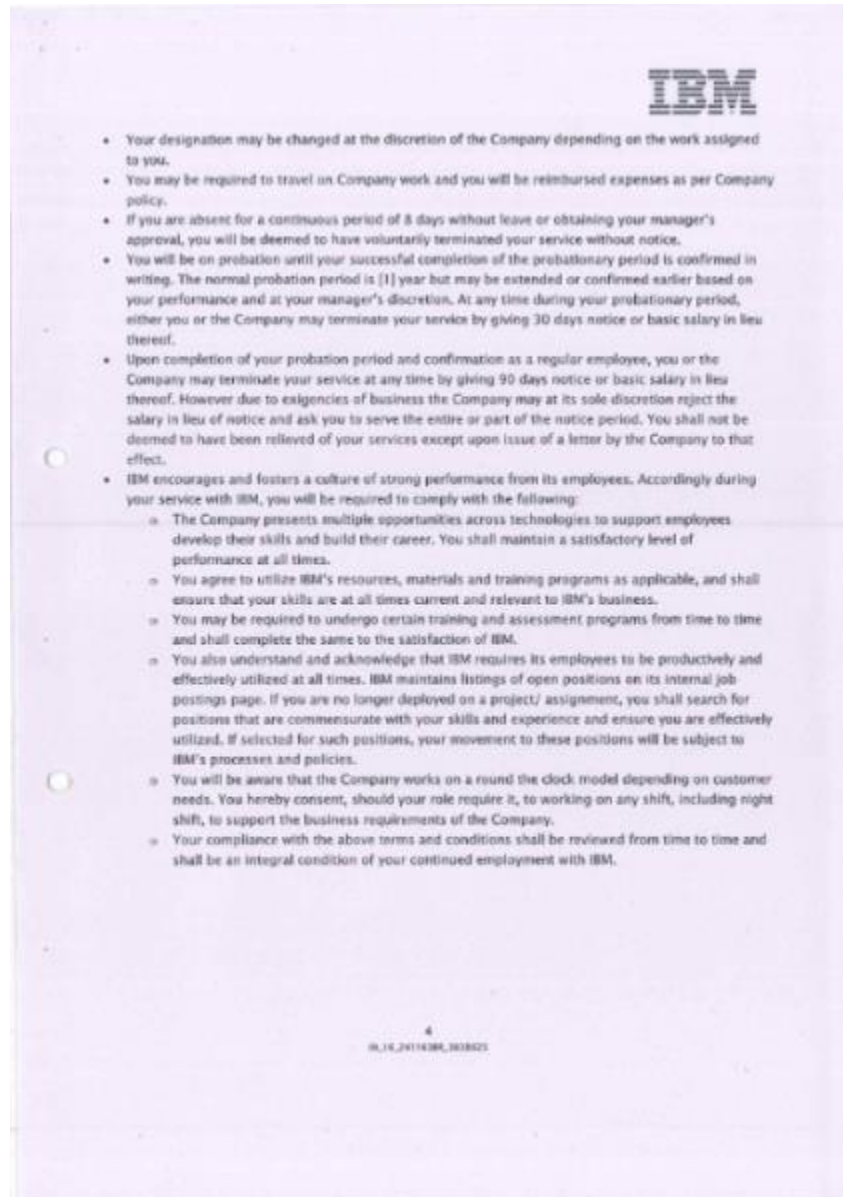 IBM
• Your designation may be changed at the discretion of the Company depending on the work assigned
to you.
• You may be required to travel on Company work and you will be reimbursed expenses as per Company
policy.
• If you are absent for a continuous period of 8 days without leave or obtaining your manager's
approval, you will be deemed to have voluntarily terminated your service without notice.
• You will be on probation until your successful completion of the probationary period is confirmed in
writing. The normal probation period is [1] year but may be extended or confirmed earlier based on
your performance and at your manager's discretion. At any time during your probationary period,
either you or the Company may terminate your service by giving 30 days notice or basic salary in lieu
thereof.
• Upon completion of your probation period and confirmation as a regular employee, you or the
Company may terminate your service at any time by giving 90 days notice or basic salary in lieu
thereof. However due to exigencies of business the Company may at its sole discretion reject the
salary in lieu of notice and ask you to serve the entire or part of the notice period. You shall not be
deemed to have been relieved of your services except upon issue of a letter by the Company to that
effect.
• IBM encourages and fosters a culture of strong performance from its employees. Accordingly during
your service with IBM, you will be required to comply with the following:
o The Company presents multiple opportunities across technologies to support employees
develop their skills and build their career. You shall maintain a satisfactory level of
performance at all times.
o You agree to utilize IBM's resources, materials and training programs as applicable, and shall
ensure that your skills are at all times current and relevant to IBM's business.
o You may be required to undergo certain training and assessment programs from time to time
and shall complete the same to the satisfaction of IBM.
o You also understand and acknowledge that IBM requires its employees to be productively and
effectively utilized at all times. IBM maintains listings of open positions on its internal job
postings page. If you are no longer deployed on a project/ assignment, you shall search for
positions that are commensurate with your skills and experience and ensure you are effectively
utilized. If selected for such positions, your movement to these positions will be subject to
IBM's processes and policies.
o You will be aware that the Company works on a round the clock model depending on customer
needs. You hereby consent, should your role require it, to working on any shift, including night
shift, to support the business requirements of the Company.
o Your compliance with the above terms and conditions shall be reviewed from time to time and
shall be an integral condition of your continued employment with IBM.
4